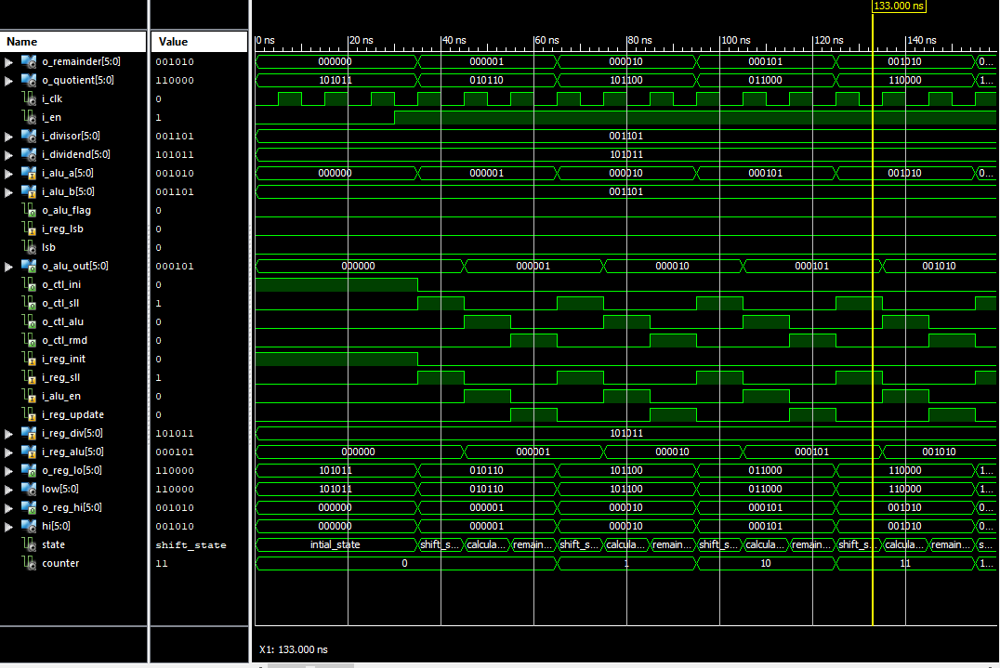 133.000 ns
Name Value 0 ns 20 ns 40 ns 60 ns 80 ns 100 ns 120 ns 140 ns
o_remainder[5:0] 001010 000000 000001 000010 000101 001010 0...
o_quotient[5:0] 110000 101011 010110 101100 011000 110000 1...
i_clk 0
i_en 1
i_divisor[5:0] 001101 001101
i_dividend[5:0] 101011 101011
i_alu_a[5:0] 001010 000000 000001 000010 000101 001010 0...
i_alu_b[5:0] 001101 001101
o_alu_flag 0
i_reg_lsb 0
lsb 0
o_alu_out[5:0] 000101 000000 000001 000010 000101 001010
o_ctl_ini 0
o_ctl_sll 1
o_ctl_alu 0
o_ctl_rmd 0
i_reg_init 0
i_reg_sll 1
i_alu_en 0
i_reg_update 0
i_reg_div[5:0] 101011 101011
i_reg_alu[5:0] 000101 000000 000001 000010 000101 001010
o_reg_lo[5:0] 110000 101011 010110 101100 011000 110000 1...
low[5:0] 110000 101011 010110 101100 011000 110000 1...
o_reg_hi[5:0] 001010 000000 000001 000010 000101 001010 0...
hi[5:0] 001010 000000 000001 000010 000101 001010 0...
state shift_state intial_state shift_s... calcula... remain... shift_s... calcula... remain... shift_s... calcula... remain... shift_s... calcula... remain... s...
counter 11 0 1 10 11 1...
X1: 133.000 ns